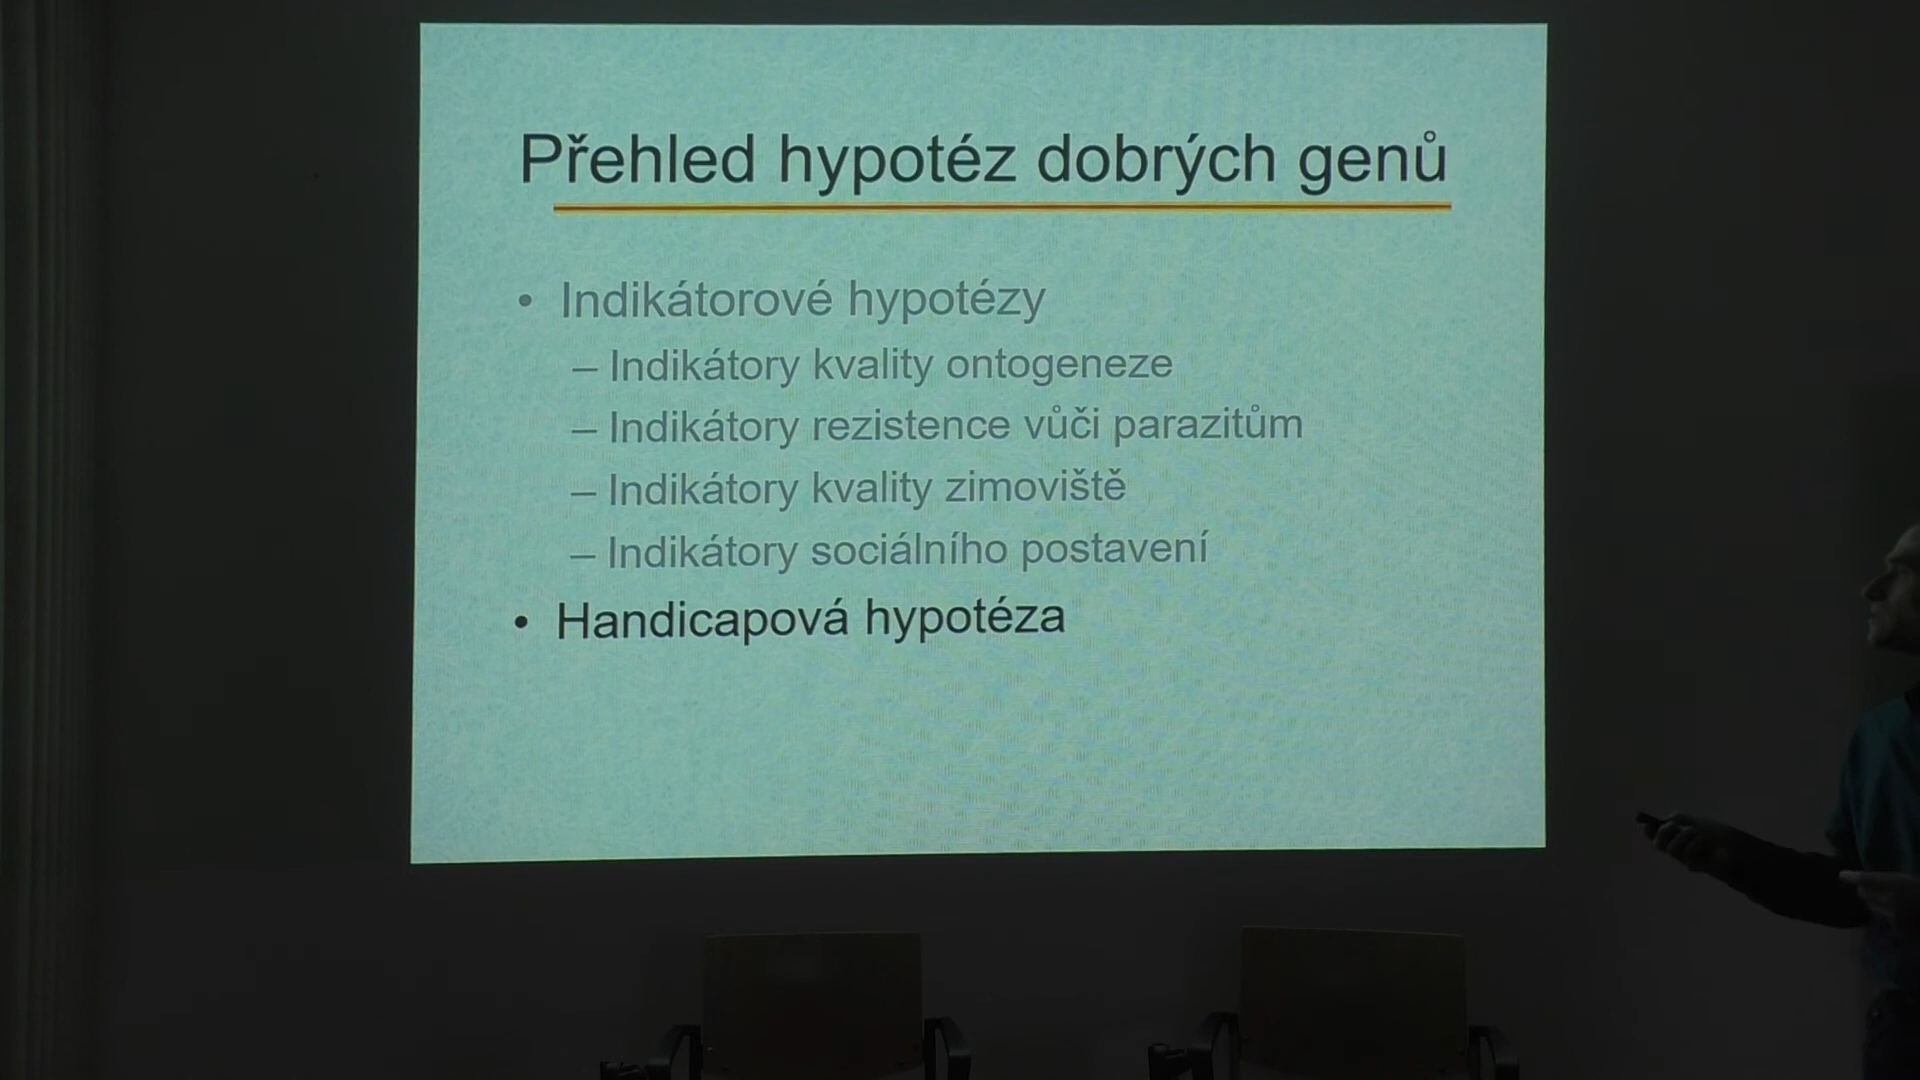 Přehled hypotéz dobrých genů
• Indikátorové hypotézy
– Indikátory kvality ontogeneze
– Indikátory rezistence vůči parazitům
– Indikátory kvality zimoviště
– Indikátory sociálního postavení
• Handicapová hypotéza